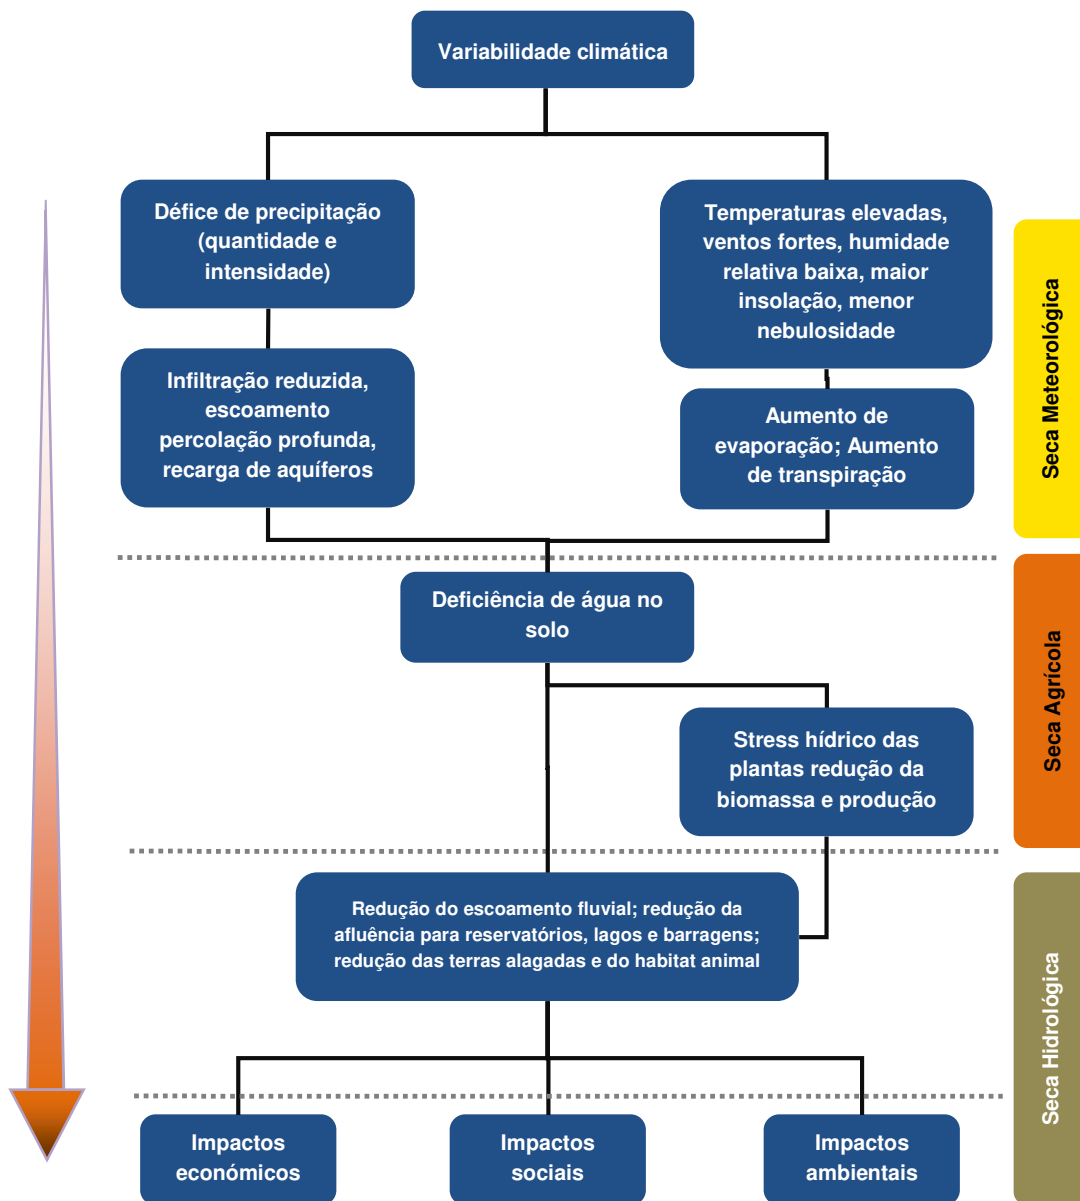 Variabilidade climática
Défice de precipitação
(quantidade e
intensidade)
Temperaturas elevadas,
ventos fortes, humidade
relativa baixa, maior
insolação, menor
nebulosidade
Infiltração reduzida,
escoamento
percolação profunda,
recarga de aquíferos
Aumento de
evaporação; Aumento
de transpiração
Seca Meteorológica
Deficiência de água no
solo
Stress hídrico das
plantas redução da
biomassa e produção
Seca Agrícola
Redução do escoamento fluvial; redução da
afluência para reservatórios, lagos e barragens;
redução das terras alagadas e do habitat animal
Seca Hidrológica
Impactos
económicos
Impactos
sociais
Impactos
ambientais